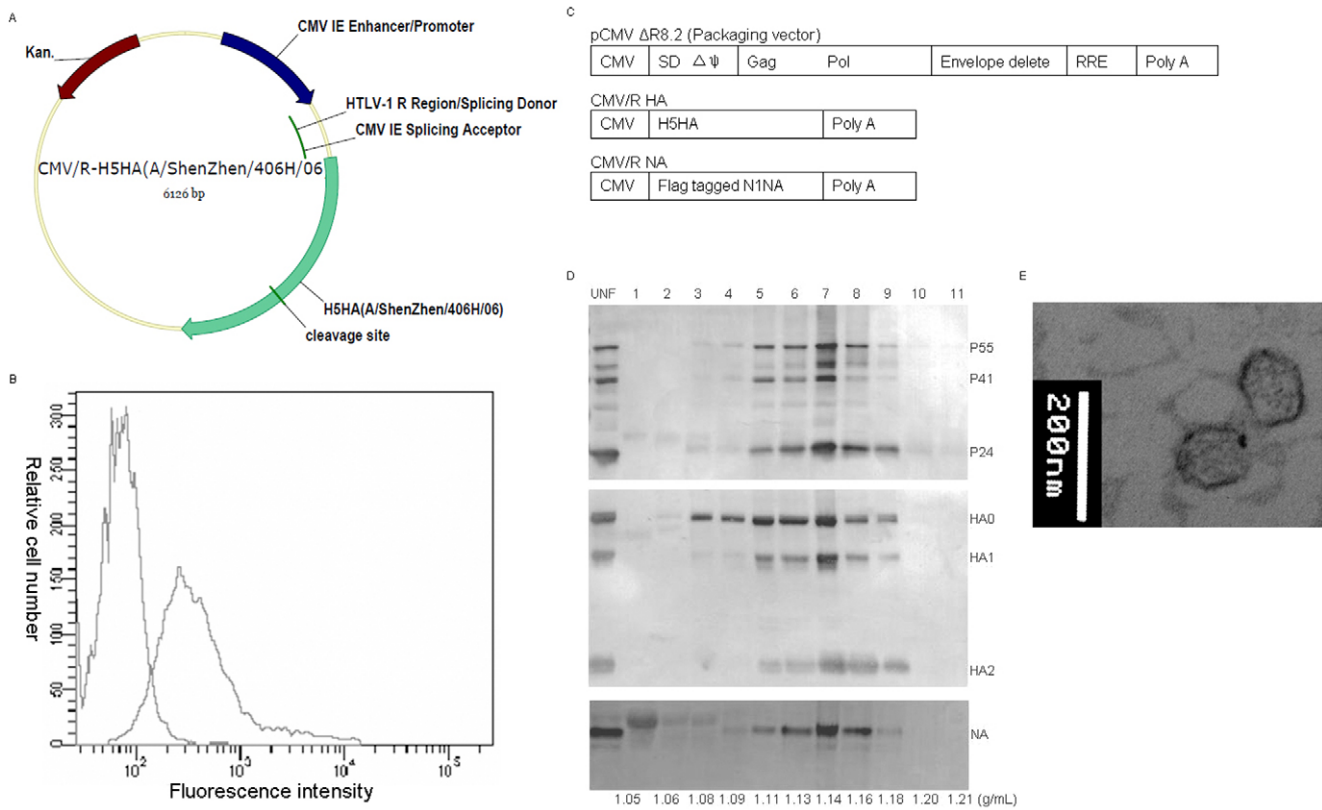 A
CMV IE Enhancer/Promoter
Kan.
HTLV-1 R Region/Splicing Donor
CMV IE Splicing Acceptor
CMV/R-H5HA(A/ShenZhen/406H/06
6126 bp
H5HA(A/ShenZhen/406H/06)
cleavage site
B
300
250
200
150
100
50
0
Relative cell number
10²
10³
10⁴
10⁵
Fluorescence intensity
C
pCMV ΔR8.2 (Packaging vector)
CMV SD △ψ Gag Pol Envelope delete RRE Poly A
CMV/R HA
CMV H5HA Poly A
CMV/R NA
CMV Flag tagged N1NA Poly A
D
UNF 1 2 3 4 5 6 7 8 9 10 11
P55
P41
P24
HA0
HA1
HA2
NA
1.05 1.06 1.08 1.09 1.11 1.13 1.14 1.16 1.18 1.20 1.21 (g/mL)
E
200nm